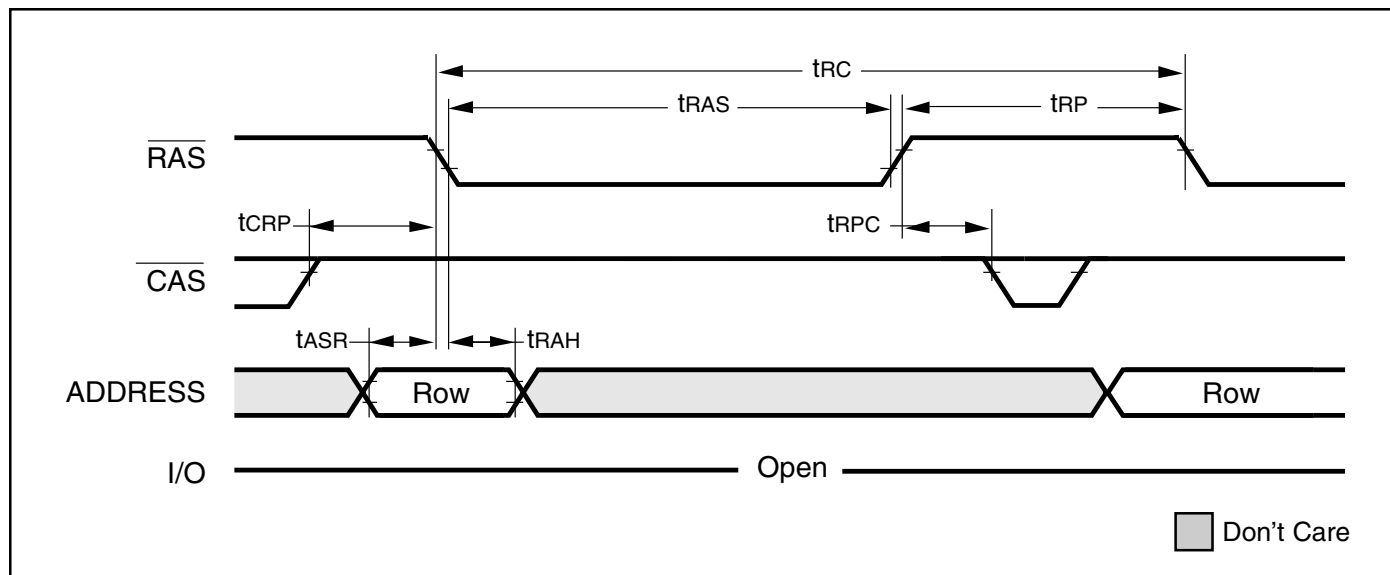 tRC
tRAS
tRP
RAS
tCRP
tRPC
CAS
tASR
tRAH
ADDRESS
Row
Row
I/O
Open
Don't Care